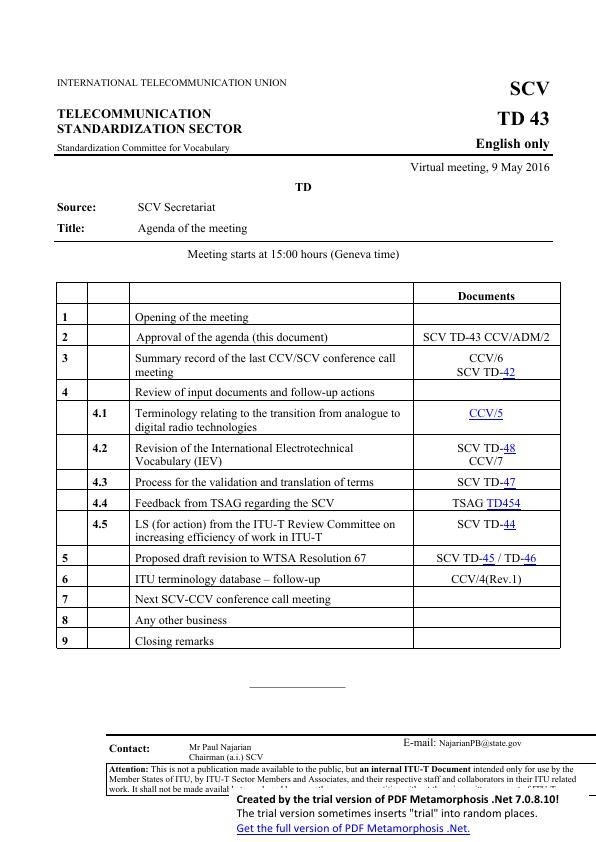 INTERNATIONAL TELECOMMUNICATION UNION
SCV
TELECOMMUNICATION
STANDARDIZATION SECTOR
TD 43
English only
Standardization Committee for Vocabulary
Virtual meeting, 9 May 2016
TD
Source: SCV Secretariat
Title: Agenda of the meeting
Meeting starts at 15:00 hours (Geneva time)
Documents
1 Opening of the meeting
2 Approval of the agenda (this document) SCV TD-43 CCV/ADM/2
3 Summary record of the last CCV/SCV conference call CCV/6
meeting SCV TD-42
4 Review of input documents and follow-up actions
4.1 Terminology relating to the transition from analogue to CCV/5
digital radio technologies
4.2 Revision of the International Electrotechnical SCV TD-48
Vocabulary (IEV) CCV/7
4.3 Process for the validation and translation of terms SCV TD-47
4.4 Feedback from TSAG regarding the SCV TSAG TD454
4.5 LS (for action) from the ITU-T Review Committee on SCV TD-44
increasing efficiency of work in ITU-T
5 Proposed draft revision to WTSA Resolution 67 SCV TD-45 / TD-46
6 ITU terminology database – follow-up CCV/4(Rev.1)
7 Next SCV-CCV conference call meeting
8 Any other business
9 Closing remarks
Contact: Mr Paul Najarian E-mail: NajarianPB@state.gov
Chairman (a.i.) SCV
Attention: This is not a publication made available to the public, but an internal ITU-T Document intended only for use by the
Member States of ITU, by ITU-T Sector Members and Associates, and their respective staff and collaborators in their ITU related
work. It shall not be made
Created by the trial version of PDF Metamorphosis .Net 7.0.8.10!
The trial version sometimes inserts "trial" into random places.
Get the full version of PDF Metamorphosis .Net.